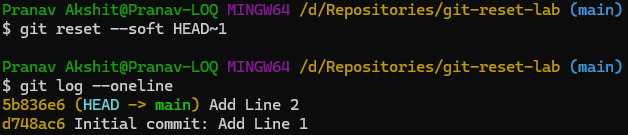 Pranav Akshit@Pranav-LOQ MINGW64 /d/Repositories/git-reset-lab (main)
$ git reset --soft HEAD~1
Pranav Akshit@Pranav-LOQ MINGW64 /d/Repositories/git-reset-lab (main)
$ git log --oneline
5b836e6 (HEAD -> main) Add Line 2
d748ac6 Initial commit: Add Line 1